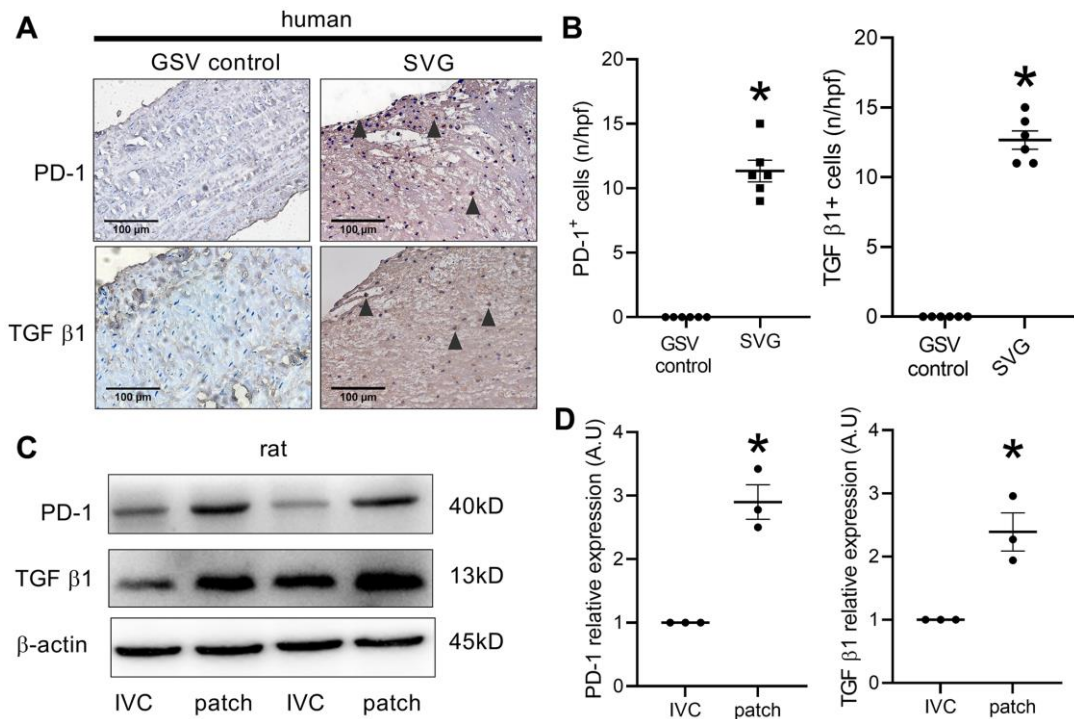 A
human
GSV control SVG
PD-1
100 µm
100 µm
TGF β1
100 µm
100 µm
B
PD-1⁺ cells (n/hpf)
20
15
10
5
0
GSV control
SVG
*
TGF β1+ cells (n/hpf)
20
15
10
5
0
GSV control
SVG
*
C
rat
PD-1 40kD
TGF β1 13kD
β-actin 45kD
IVC patch IVC patch
D
PD-1 relative expression (A.U)
4
3
2
1
0
IVC patch
*
TGF β1 relative expression (A.U)
4
3
2
1
0
IVC patch
*